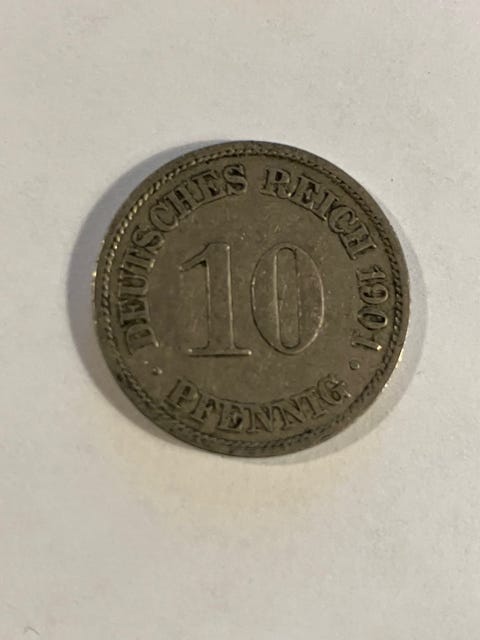 DEUTSCHES REICH 1901
10
· PFENNIG ·